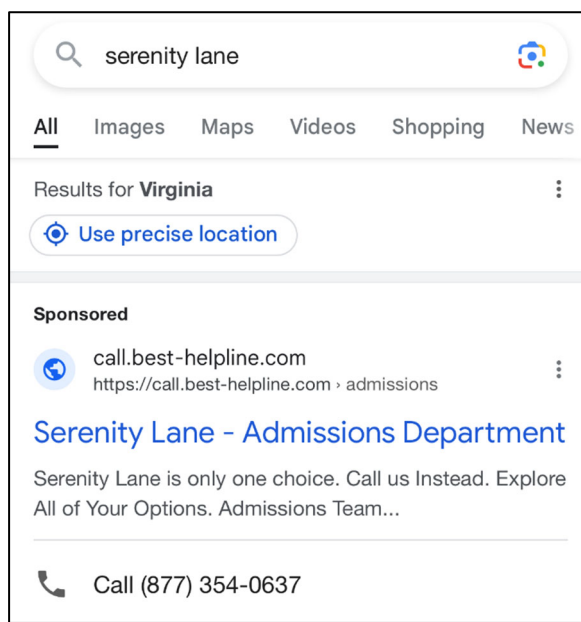 serenity lane
All Images Maps Videos Shopping News
Results for Virginia
Use precise location
Sponsored
call.best-helpline.com
https://call.best-helpline.com › admissions
Serenity Lane - Admissions Department
Serenity Lane is only one choice. Call us Instead. Explore
All of Your Options. Admissions Team...
Call (877) 354-0637